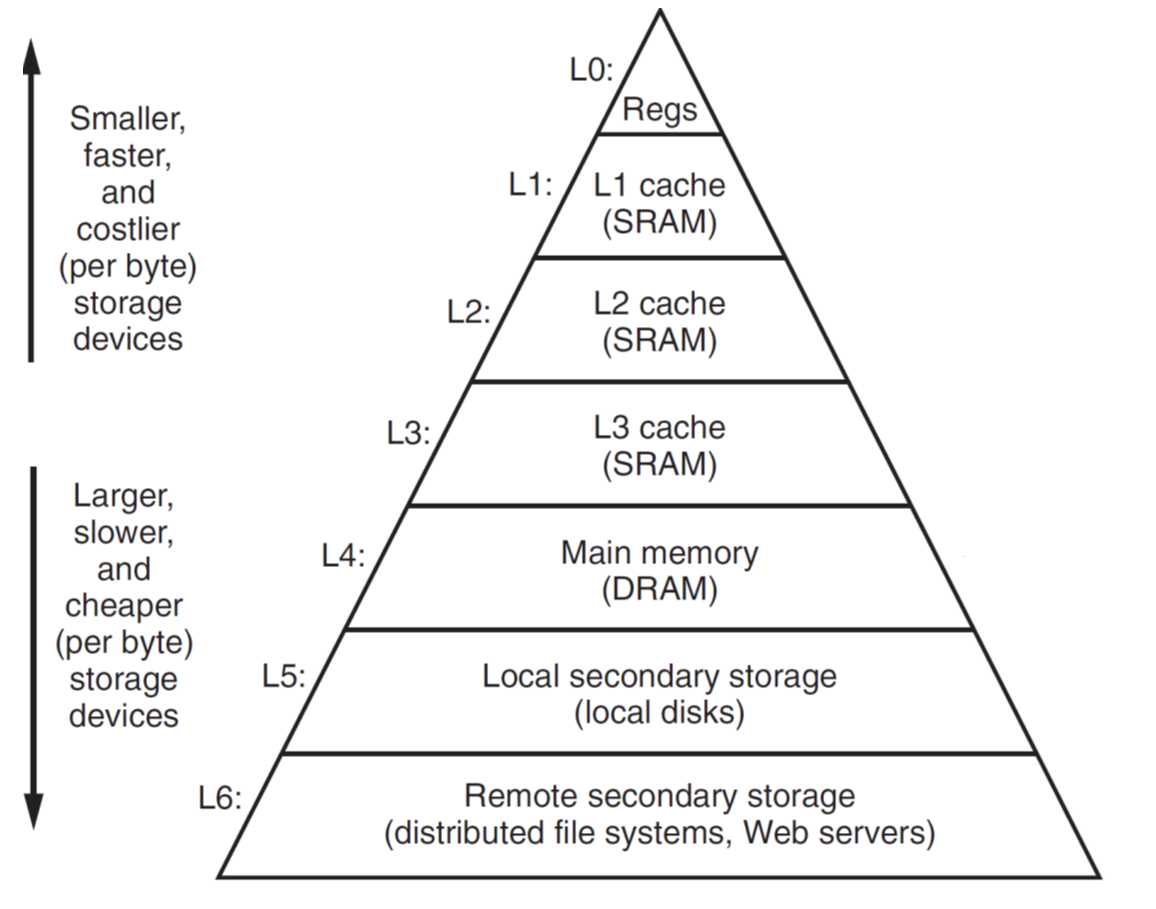 Smaller,
faster,
and
costlier
(per byte)
storage
devices
Larger,
slower,
and
cheaper
(per byte)
storage
devices
L0:
Regs
L1:
L1 cache
(SRAM)
L2:
L2 cache
(SRAM)
L3:
L3 cache
(SRAM)
L4:
Main memory
(DRAM)
L5:
Local secondary storage
(local disks)
L6:
Remote secondary storage
(distributed file systems, Web servers)